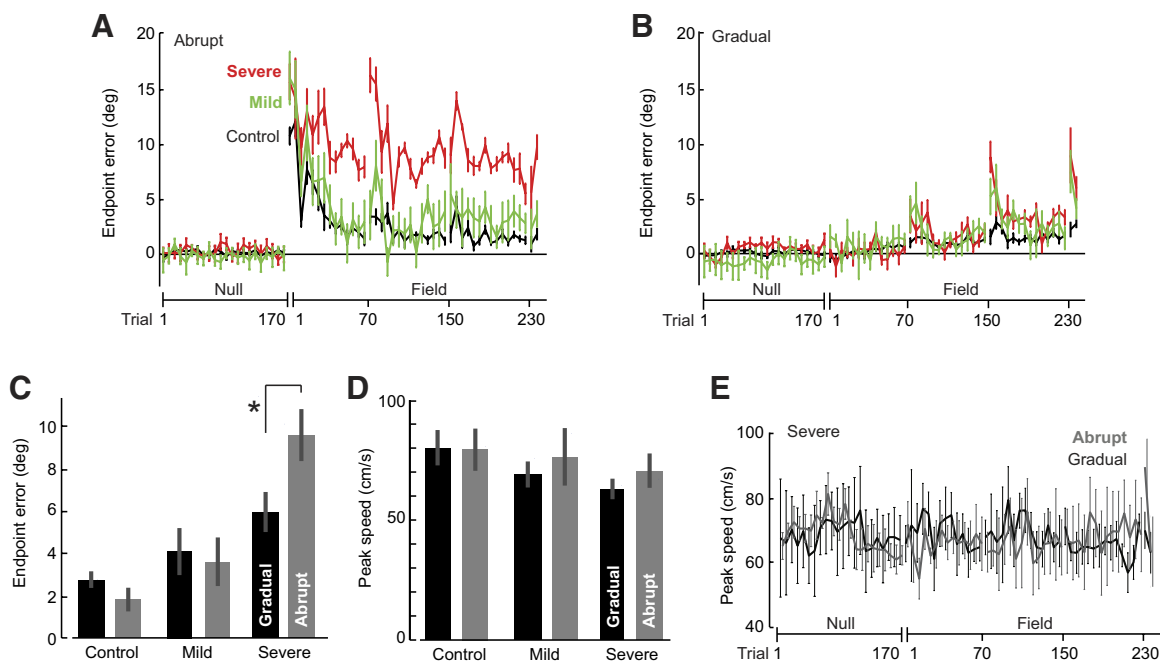 A
Abrupt
Endpoint error (deg)
20
15
10
5
0
Severe
Mild
Control
Null
Field
Trial
1
170
1
70
150
230
B
Gradual
Endpoint error (deg)
20
15
10
5
0
Null
Field
1
170
1
70
150
230
C
Endpoint error (deg)
10
8
6
4
2
0
*
Gradual
Abrupt
Control
Mild
Severe
D
Peak speed (cm/s)
100
50
0
Gradual
Abrupt
Control
Mild
Severe
E
Severe
Abrupt
Gradual
Peak speed (cm/s)
100
80
60
40
Null
Field
Trial
1
170
1
70
150
230